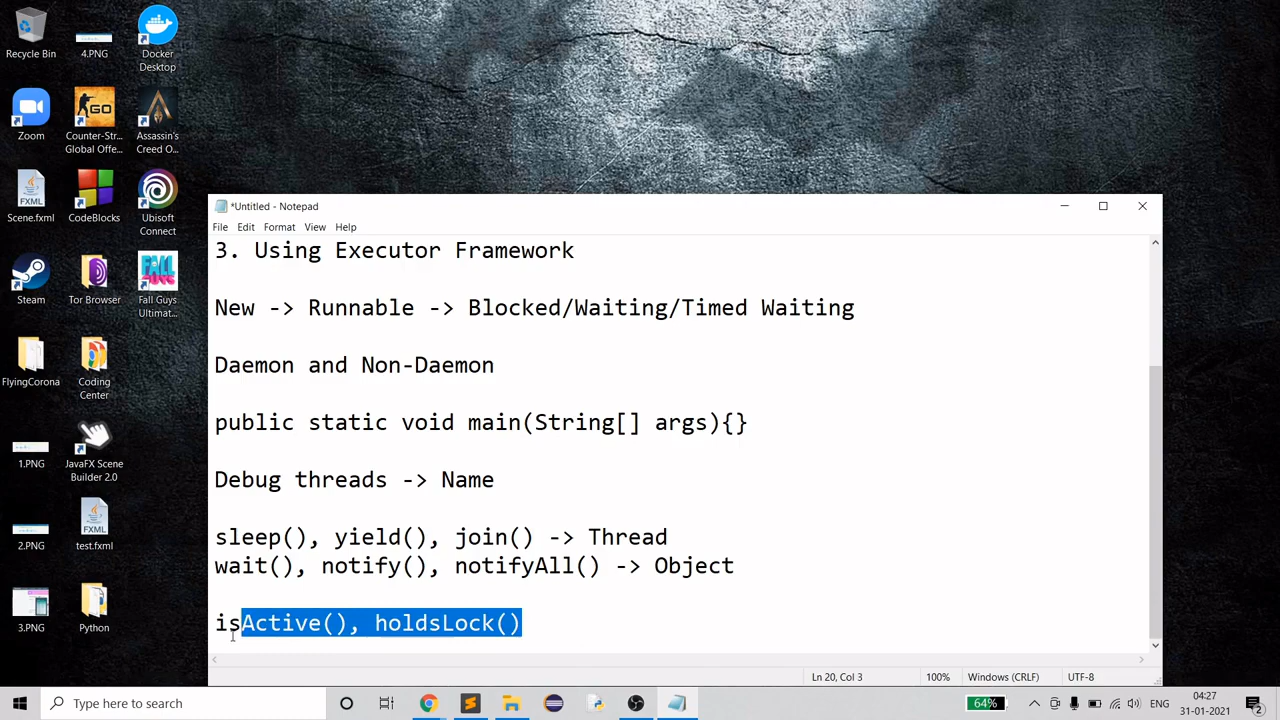 Recycle Bin
4.PNG
Docker
Desktop
Zoom
Counter-Str...
Global Offe...
Assassin's
Creed O...
Scene.fxml
CodeBlocks
Ubisoft
Connect
Steam
Tor Browser
Fall Guys
Ultimat...
FlyingCorona
Coding
Center
1.PNG
JavaFX Scene
Builder 2.0
2.PNG
test.fxml
3.PNG
Python
*Untitled - Notepad
File Edit Format View Help
3. Using Executor Framework
New -> Runnable -> Blocked/Waiting/Timed Waiting
Daemon and Non-Daemon
public static void main(String[] args){}
Debug threads -> Name
sleep(), yield(), join() -> Thread
wait(), notify(), notifyAll() -> Object
isActive(), holdsLock()
Ln 20, Col 3 100% Windows (CRLF) UTF-8
Type here to search
64%
ENG
04:27
31-01-2021
2